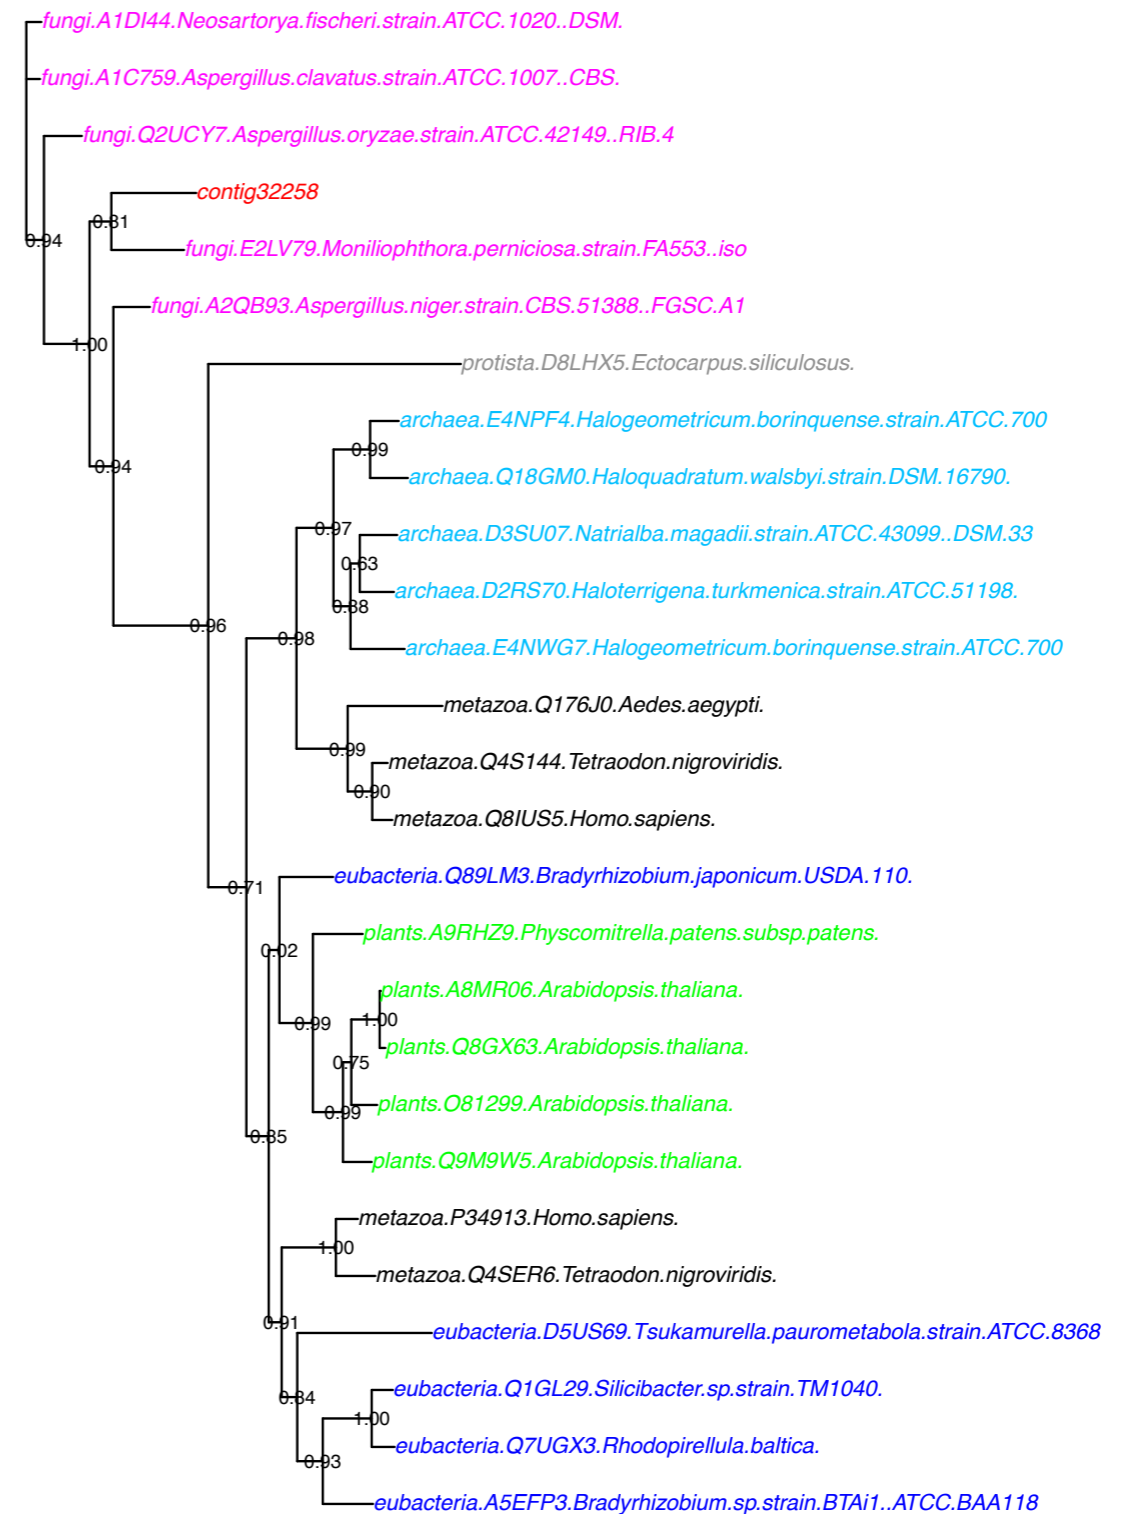 fungi.A1DI44.Neosartorya.fischeri.strain.ATCC.1020..DSM.
fungi.A1C759.Aspergillus.clavatus.strain.ATCC.1007..CBS.
fungi.Q2UCY7.Aspergillus.oryzae.strain.ATCC.42149..RIB.4
contig32258
0.81
0.94
fungi.E2LV79.Moniliophthora.perniciosa.strain.FA553..iso
fungi.A2QB93.Aspergillus.niger.strain.CBS.51388..FGSC.A1
1.00
protista.D8LHX5.Ectocarpus.siliculosus.
archaea.E4NPF4.Halogeometricum.borinquense.strain.ATCC.700
0.99
0.94
archaea.Q18GM0.Haloquadratum.walsbyi.strain.DSM.16790.
0.97
archaea.D3SU07.Natrialba.magadii.strain.ATCC.43099..DSM.33
0.63
archaea.D2RS70.Haloterrigena.turkmenica.strain.ATCC.51198.
0.88
0.96
0.98
archaea.E4NWG7.Halogeometricum.borinquense.strain.ATCC.700
metazoa.Q176J0.Aedes.aegypti.
0.99
metazoa.Q4S144.Tetraodon.nigroviridis.
0.90
metazoa.Q8IUS5.Homo.sapiens.
eubacteria.Q89LM3.Bradyrhizobium.japonicum.USDA.110.
0.71
plants.A9RHZ9.Physcomitrella.patens.subsp.patens.
0.02
plants.A8MR06.Arabidopsis.thaliana.
1.00
0.99
plants.Q8GX63.Arabidopsis.thaliana.
0.75
plants.O81299.Arabidopsis.thaliana.
0.99
0.85
plants.Q9M9W5.Arabidopsis.thaliana.
metazoa.P34913.Homo.sapiens.
1.00
metazoa.Q4SER6.Tetraodon.nigroviridis.
0.91
eubacteria.D5US69.Tsukamurella.paurometabola.strain.ATCC.8368
eubacteria.Q1GL29.Silicibacter.sp.strain.TM1040.
0.84
1.00
eubacteria.Q7UGX3.Rhodopirellula.baltica.
0.93
eubacteria.A5EFP3.Bradyrhizobium.sp.strain.BTAi1..ATCC.BAA118